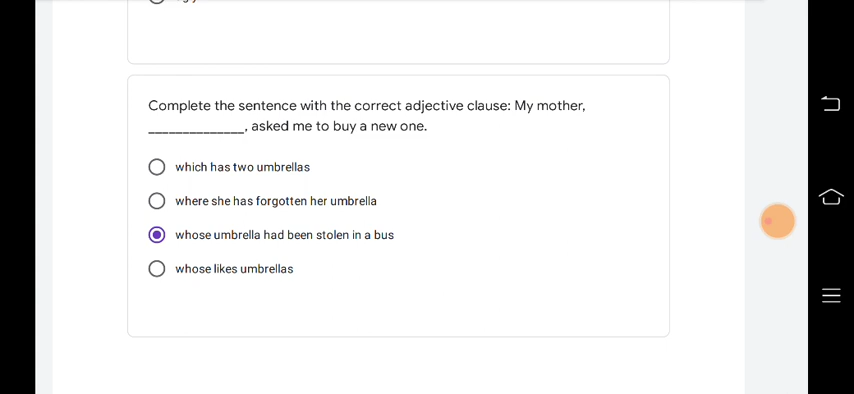 Complete the sentence with the correct adjective clause: My mother,
______________, asked me to buy a new one.
which has two umbrellas
where she has forgotten her umbrella
whose umbrella had been stolen in a bus
whose likes umbrellas